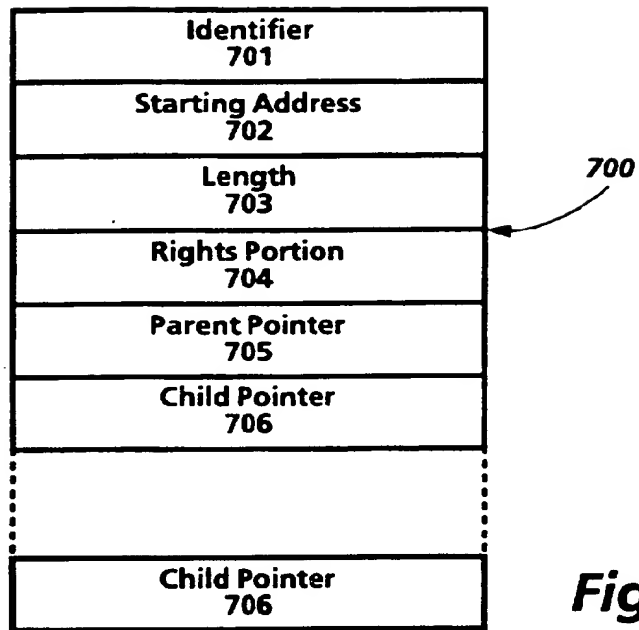 Identifier
701
Starting Address
702
Length
703
700
Rights Portion
704
Parent Pointer
705
Child Pointer
706
Child Pointer
706
Fig